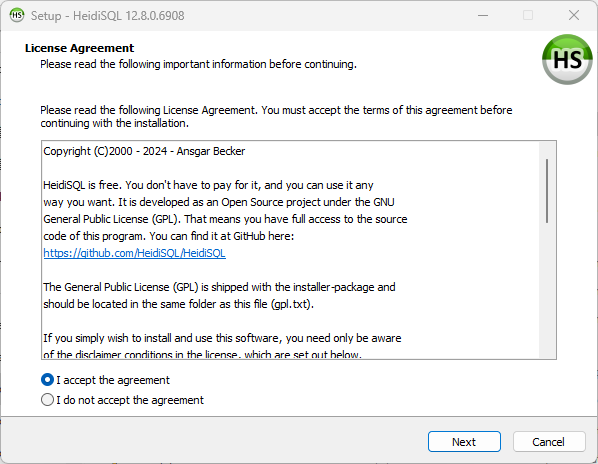 Setup - HeidiSQL 12.8.0.6908
License Agreement
Please read the following important information before continuing.
HS
Please read the following License Agreement. You must accept the terms of this agreement before
continuing with the installation.
Copyright (C)2000 - 2024 - Ansgar Becker
HeidiSQL is free. You don't have to pay for it, and you can use it any
way you want. It is developed as an Open Source project under the GNU
General Public License (GPL). That means you have full access to the source
code of this program. You can find it at GitHub here:
https://github.com/HeidiSQL/HeidiSQL
The General Public License (GPL) is shipped with the installer-package and
should be located in the same folder as this file (gpl.txt).
If you simply wish to install and use this software, you need only be aware
of the disclaimer conditions in the license, which are set out below.
I accept the agreement
I do not accept the agreement
Next
Cancel